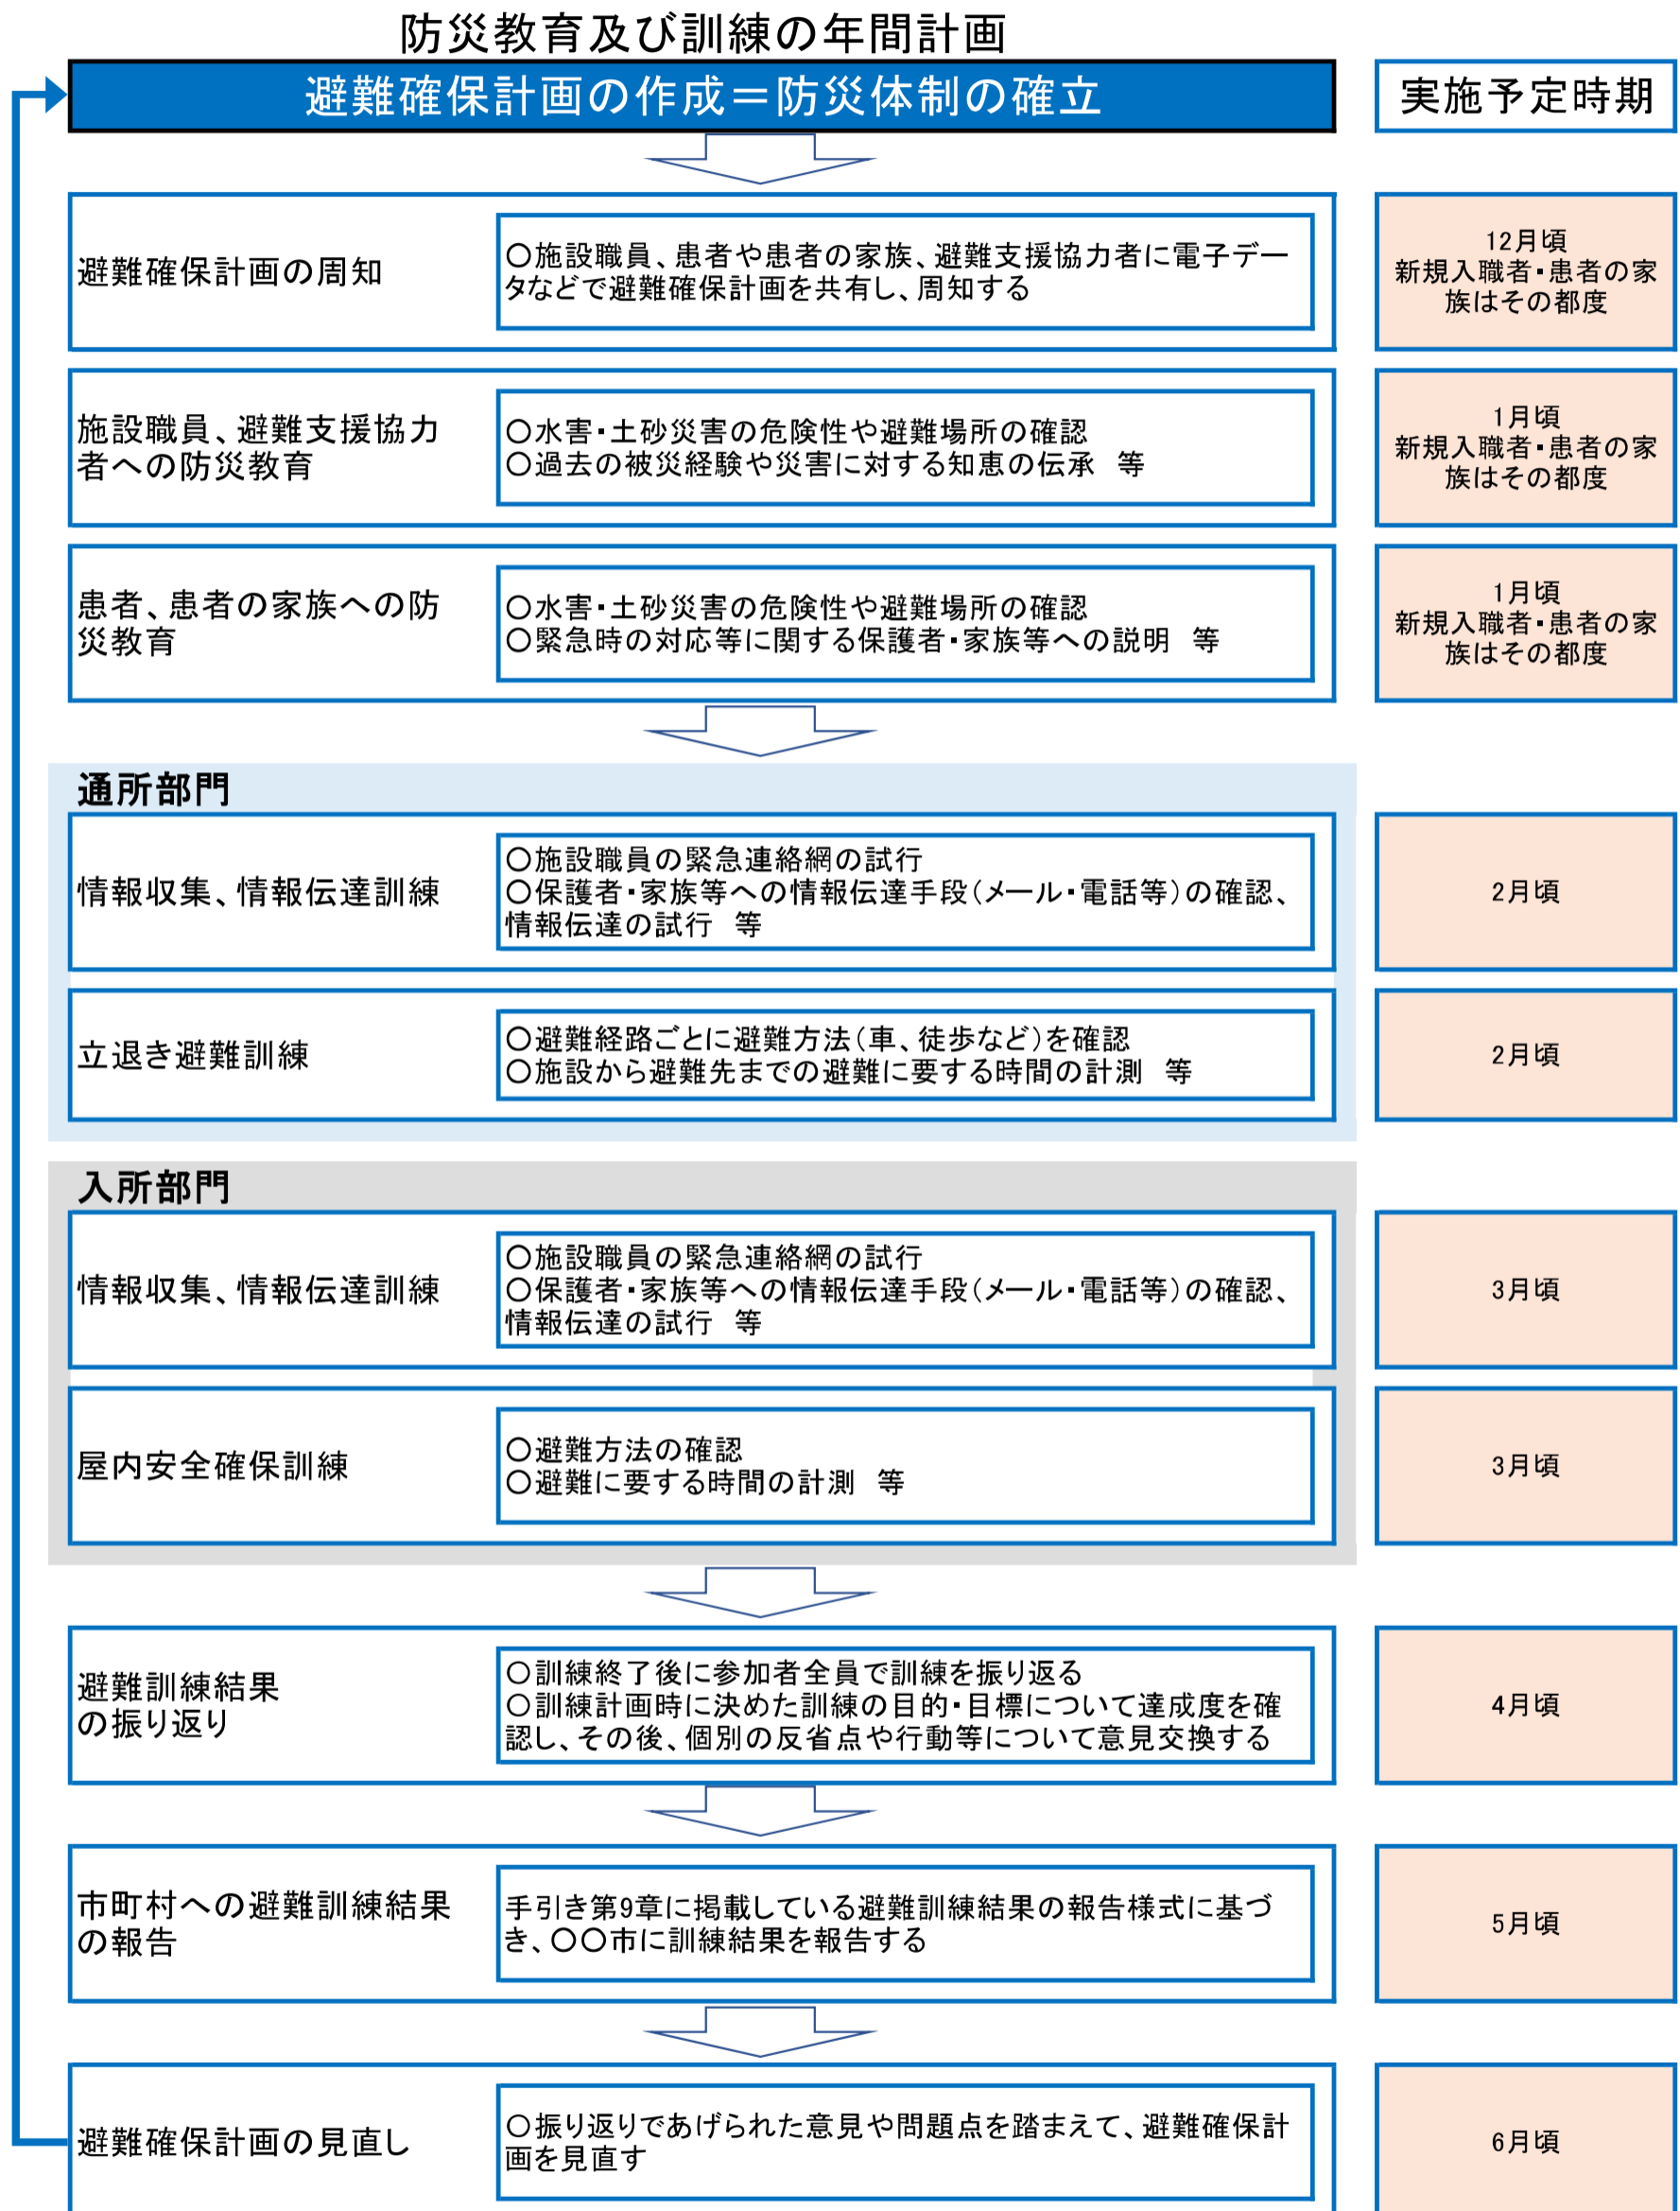 防災教育及び訓練の年間計画
避難確保計画の作成＝防災体制の確立
実施予定時期
避難確保計画の周知
〇施設職員、患者や患者の家族、避難支援協力者に電子デー
タなどで避難確保計画を共有し、周知する
12月頃
新規入職者・患者の家
族はその都度
施設職員、避難支援協力
者への防災教育
〇水害・土砂災害の危険性や避難場所の確認
〇過去の被災経験や災害に対する知恵の伝承　等
1月頃
新規入職者・患者の家
族はその都度
患者、患者の家族への防
災教育
〇水害・土砂災害の危険性や避難場所の確認
〇緊急時の対応等に関する保護者・家族等への説明　等
1月頃
新規入職者・患者の家
族はその都度
通所部門
情報収集、情報伝達訓練
〇施設職員の緊急連絡網の試行
〇保護者・家族等への情報伝達手段（メール・電話等）の確認、
情報伝達の試行　等
2月頃
立退き避難訓練
〇避難経路ごとに避難方法（車、徒歩など）を確認
〇施設から避難先までの避難に要する時間の計測　等
2月頃
入所部門
情報収集、情報伝達訓練
〇施設職員の緊急連絡網の試行
〇保護者・家族等への情報伝達手段（メール・電話等）の確認、
情報伝達の試行　等
3月頃
屋内安全確保訓練
〇避難方法の確認
〇避難に要する時間の計測　等
3月頃
避難訓練結果
の振り返り
〇訓練終了後に参加者全員で訓練を振り返る
〇訓練計画時に決めた訓練の目的・目標について達成度を確
認し、その後、個別の反省点や行動等について意見交換する
4月頃
市町村への避難訓練結果
の報告
手引き第9章に掲載している避難訓練結果の報告様式に基づ
き、〇〇市に訓練結果を報告する
5月頃
避難確保計画の見直し
〇振り返りであげられた意見や問題点を踏まえて、避難確保計
画を見直す
6月頃